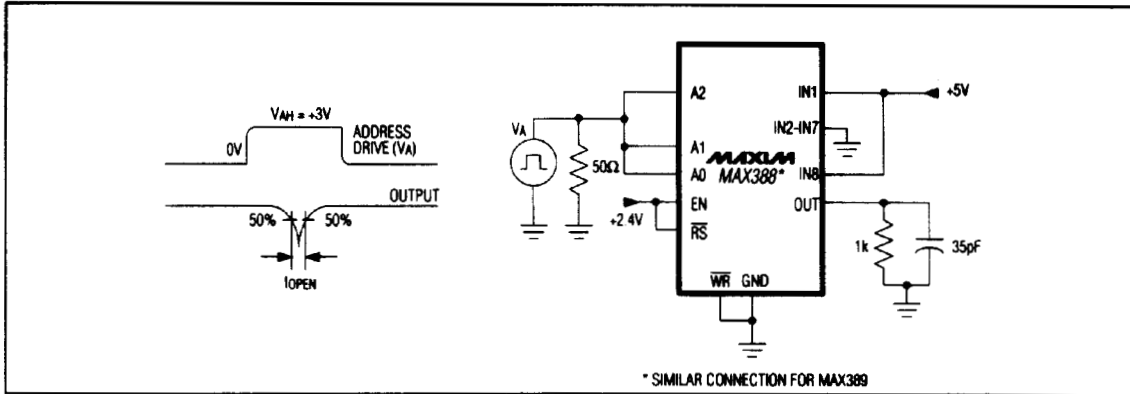 VAH = +3V
0V
ADDRESS
DRIVE (VA)
OUTPUT
50%
50%
tOPEN
VA
50Ω
+2.4V
A2
A1
A0
EN
RS
WR
GND
MAXIM
MAX388*
IN1
IN2-IN7
IN8
OUT
+5V
1k
35pF
* SIMILAR CONNECTION FOR MAX389